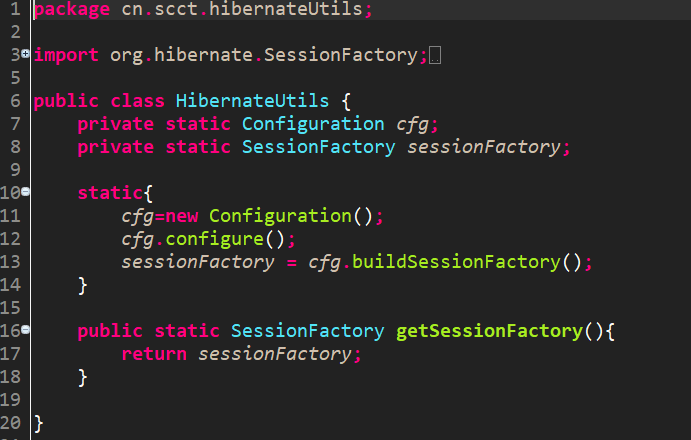 1 package cn.scct.hibernateUtils;
2
3 import org.hibernate.SessionFactory;
5
6 public class HibernateUtils {
7 private static Configuration cfg;
8 private static SessionFactory sessionFactory;
9
10 static{
11 cfg=new Configuration();
12 cfg.configure();
13 sessionFactory = cfg.buildSessionFactory();
14 }
15
16 public static SessionFactory getSessionFactory(){
17 return sessionFactory;
18 }
19
20 }